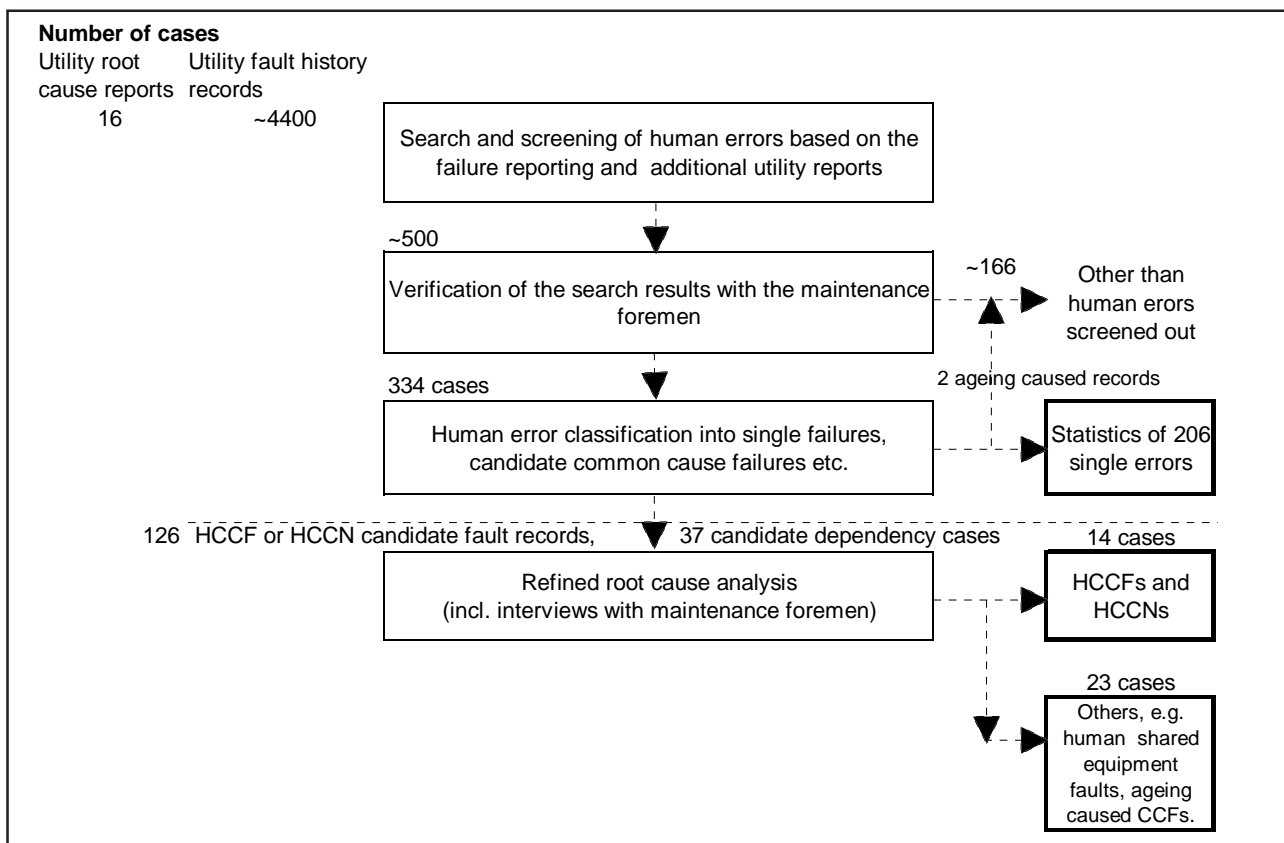 Number of cases
Utility root cause reports
Utility fault history records
16
~4400
Search and screening of human errors based on the
failure reporting and additional utility reports
~500
Verification of the search results with the maintenance
foremen
~166
Other than
human erors
screened out
334 cases
2 ageing caused records
Human error classification into single failures,
candidate common cause failures etc.
Statistics of 206
single errors
126 HCCF or HCCN candidate fault records,
37 candidate dependency cases
14 cases
Refined root cause analysis
(incl. interviews with maintenance foremen)
HCCFs and
HCCNs
23 cases
Others, e.g.
human shared
equipment
faults, ageing
caused CCFs.